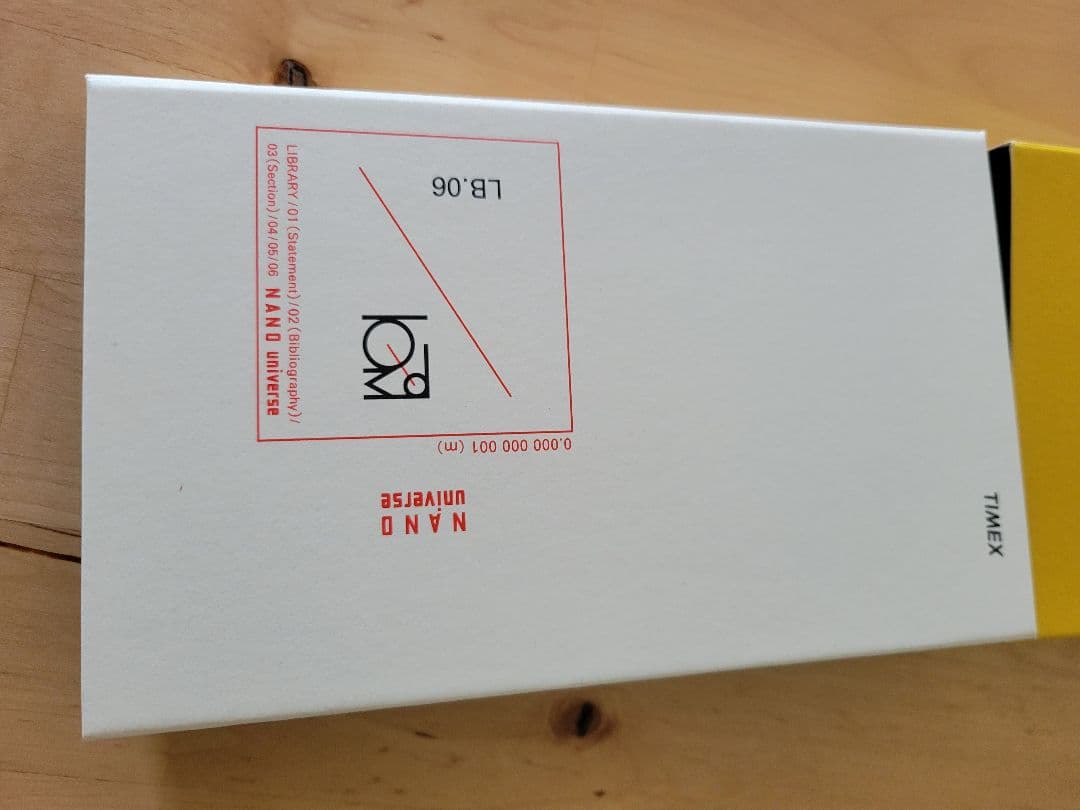 LB.06
LIBRARY/01 (Statement)/02 (Bibliography)/
03(Section)/04/05/06 NANO universe
0.000 000 001 (m)
NANO
universe
TIMEX